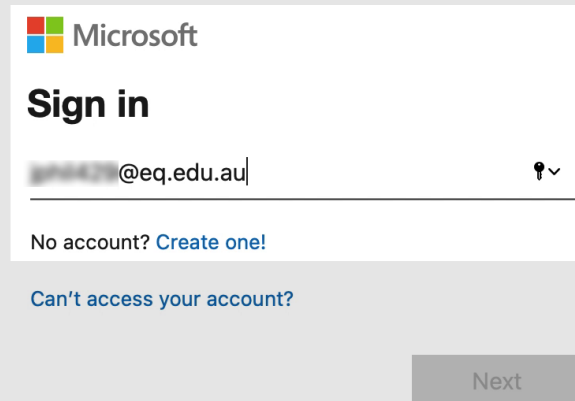 Microsoft
Sign in
@eq.edu.au
No account? Create one!
Can't access your account?
Next